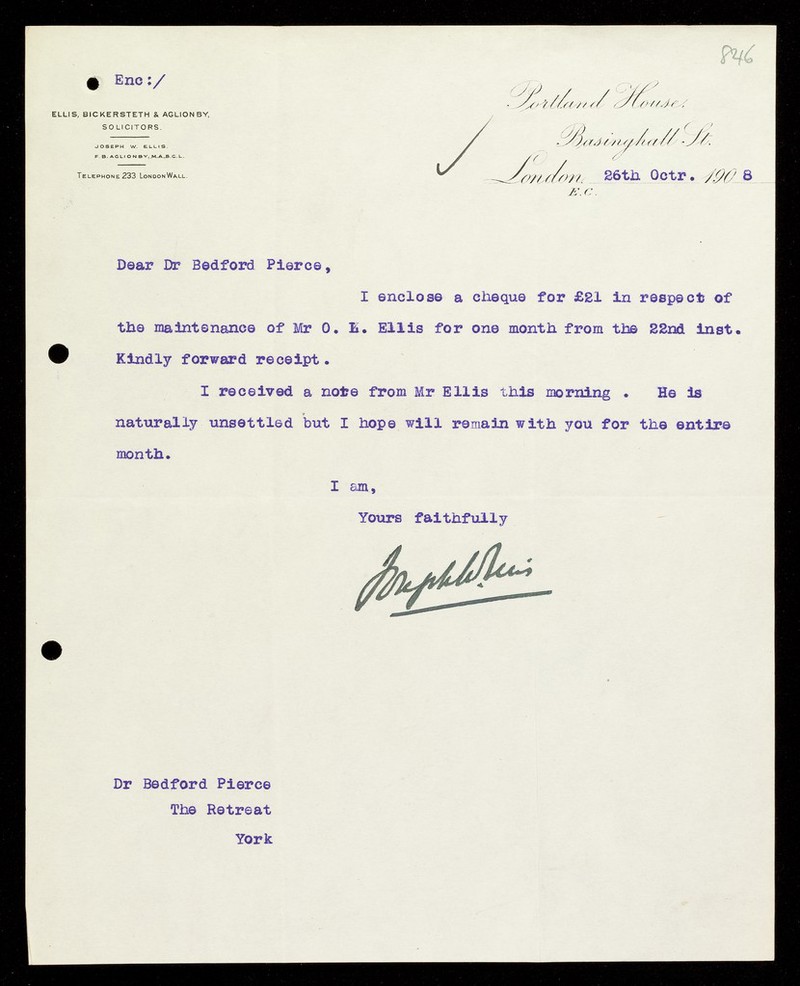 846
Enc:/
ELLIS, BICKERSTETH & AGLIONBY,
SOLICITORS.
JOSEPH W. ELLIS.
F. B. AGLIONBY, M.A., B.C.L.
TELEPHONE 233 LONDON WALL.
Portland House,
Basinghall St.
London, 26th Octr. 1908
E.C.
Dear Dr Bedford Pierce,
I enclose a cheque for £21 in respect of
the maintenance of Mr O. L. Ellis for one month from the 22nd inst.
Kindly forward receipt.
I received a note from Mr Ellis this morning . He is
naturally unsettled but I hope will remain with you for the entire
month.
I am,
Yours faithfully
Joseph W. Ellis
Dr Bedford Pierce
The Retreat
York